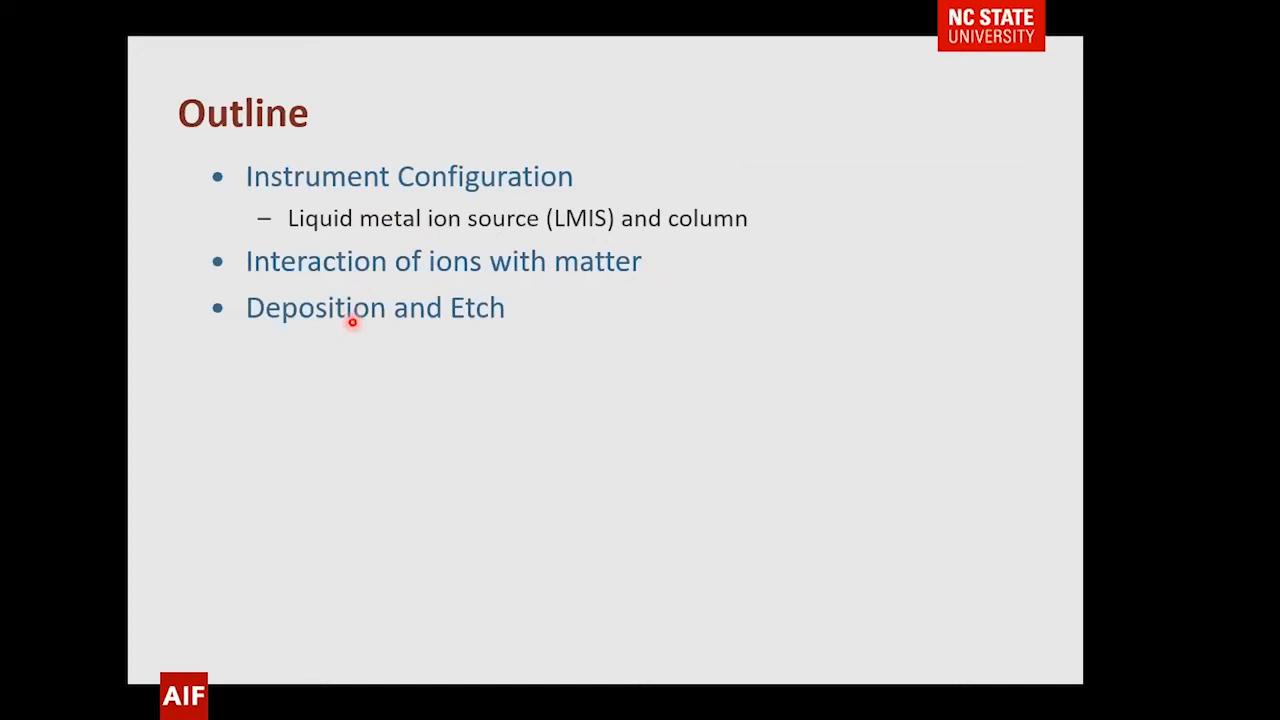 NC STATE
UNIVERSITY
Outline
• Instrument Configuration
– Liquid metal ion source (LMIS) and column
• Interaction of ions with matter
• Deposition and Etch
AIF